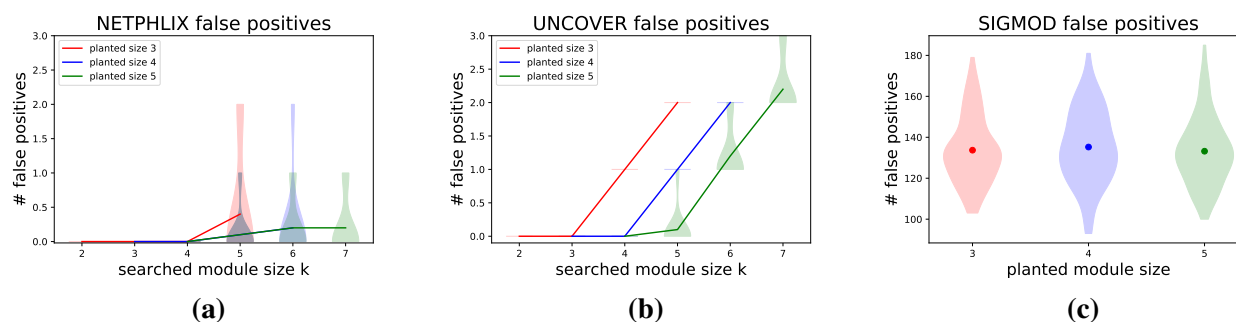 NETPHLIX false positives
# false positives
3.0
2.5
2.0
1.5
1.0
0.5
0.0
planted size 3
planted size 4
planted size 5
2 3 4 5 6 7
searched module size k
(a)
UNCOVER false positives
# false positives
3.0
2.5
2.0
1.5
1.0
0.5
0.0
planted size 3
planted size 4
planted size 5
2 3 4 5 6 7
searched module size k
(b)
SIGMOD false positives
# false positives
180
160
140
120
100
3 4 5
planted module size
(c)